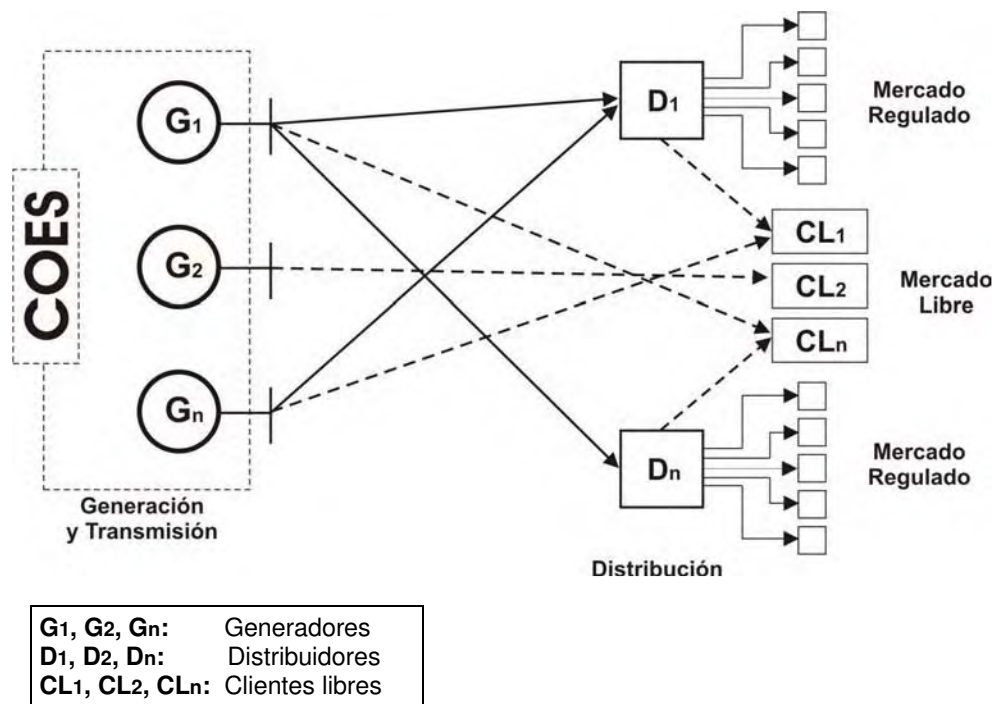 COES
G1
G2
Gn
Generación
y Transmisión
D1
Dn
Distribución
Mercado
Regulado
CL1
CL2
CLn
Mercado
Libre
Mercado
Regulado
G1, G2, Gn: Generadores
D1, D2, Dn: Distribuidores
CL1, CL2, CLn: Clientes libres